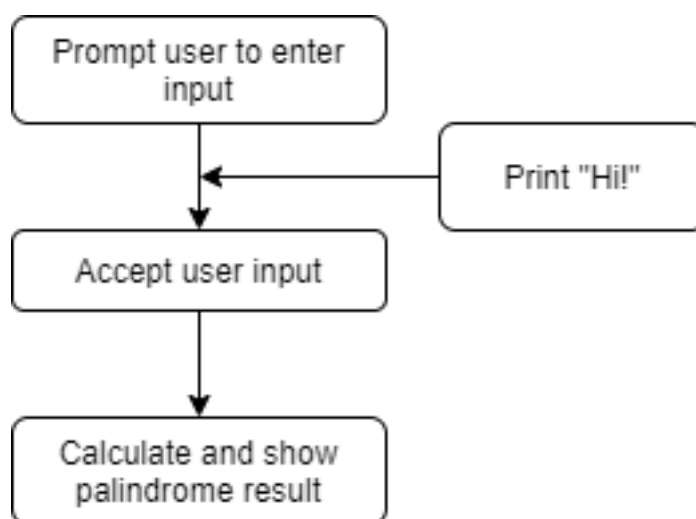 Prompt user to enter
input
Print "Hi!"
Accept user input
Calculate and show
palindrome result